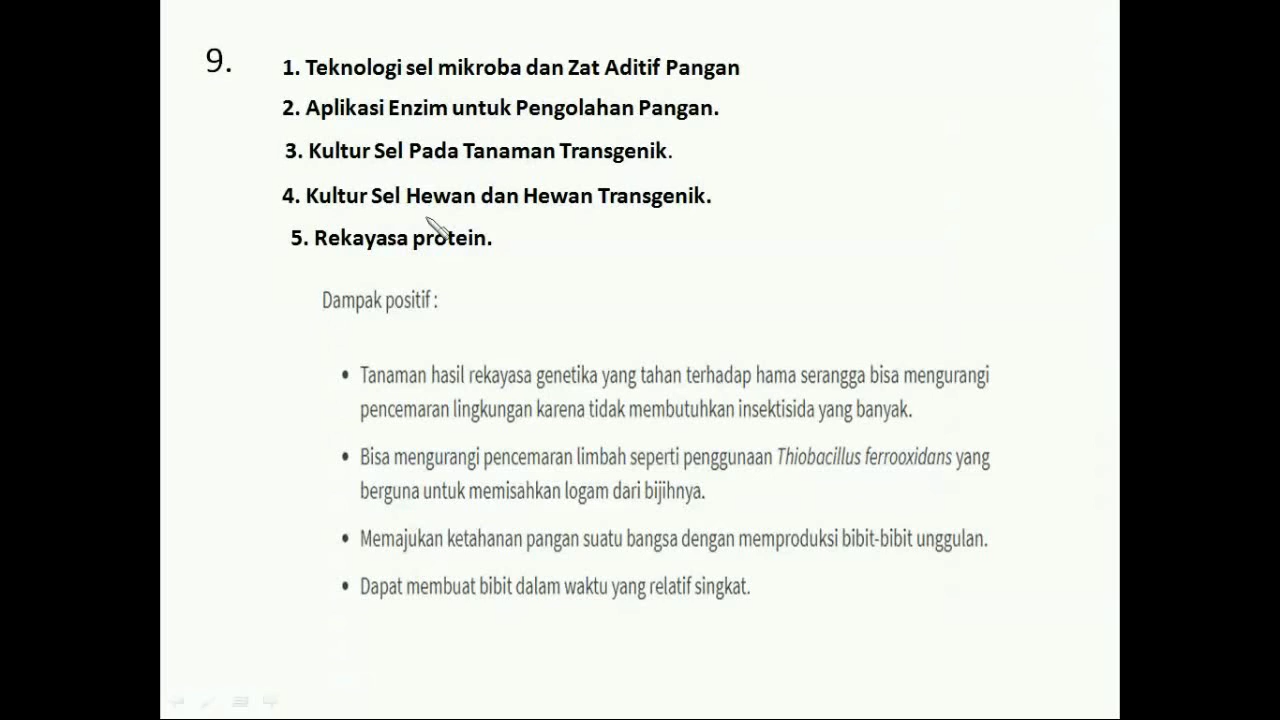 9.
1. Teknologi sel mikroba dan Zat Aditif Pangan
2. Aplikasi Enzim untuk Pengolahan Pangan.
3. Kultur Sel Pada Tanaman Transgenik.
4. Kultur Sel Hewan dan Hewan Transgenik.
5. Rekayasa protein.
Dampak positif :
• Tanaman hasil rekayasa genetika yang tahan terhadap hama serangga bisa mengurangi
pencemaran lingkungan karena tidak membutuhkan insektisida yang banyak.
• Bisa mengurangi pencemaran limbah seperti penggunaan Thiobacillus ferrooxidans yang
berguna untuk memisahkan logam dari bijihnya.
• Memajukan ketahanan pangan suatu bangsa dengan memproduksi bibit-bibit unggulan.
• Dapat membuat bibit dalam waktu yang relatif singkat.